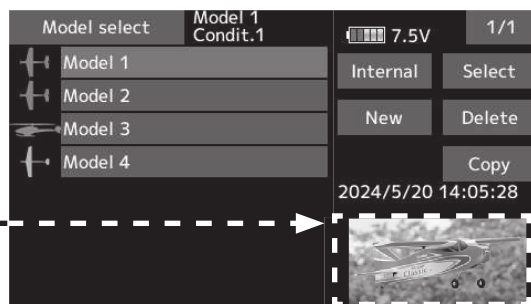 Model select
Model 1
Condit.1
7.5V
1/1
Model 1
Internal
Select
Model 2
New
Delete
Model 3
Model 4
Copy
2024/5/20 14:05:28
Classic